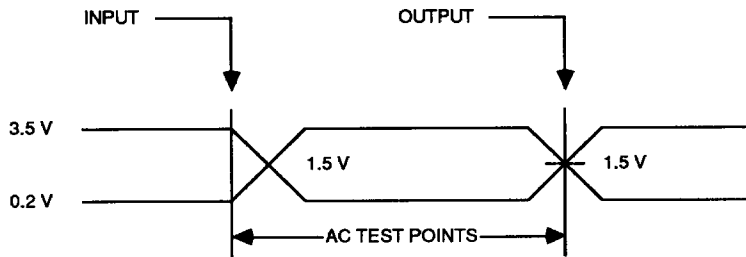 INPUT OUTPUT
3.5 V
1.5 V 1.5 V
0.2 V
AC TEST POINTS